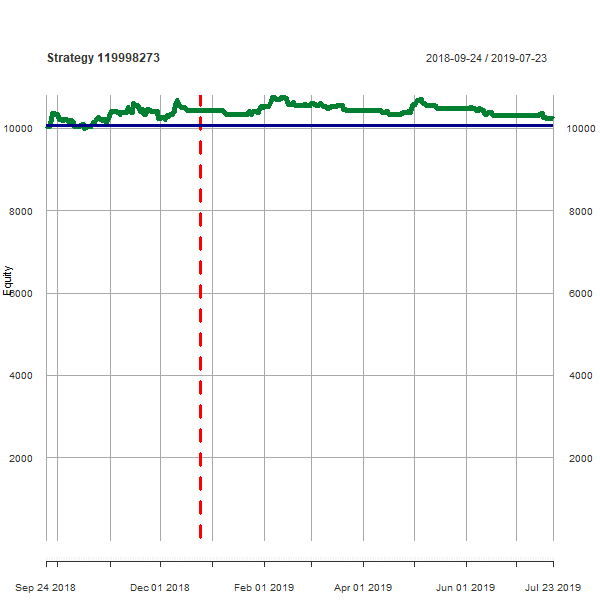 Strategy 119998273
2018-09-24 / 2019-07-23
10000 10000
8000 8000
Equity
6000 6000
4000 4000
2000 2000
Sep 24 2018 Dec 01 2018 Feb 01 2019 Apr 01 2019 Jun 01 2019 Jul 23 2019